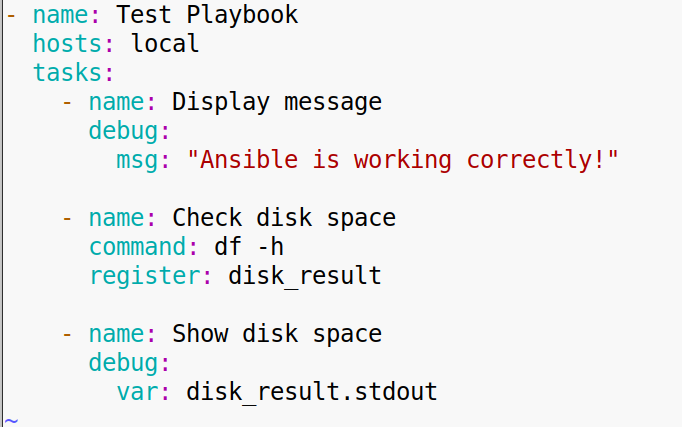 - name: Test Playbook
  hosts: local
  tasks:
    - name: Display message
      debug:
        msg: "Ansible is working correctly!"

    - name: Check disk space
      command: df -h
      register: disk_result

    - name: Show disk space
      debug:
        var: disk_result.stdout
~